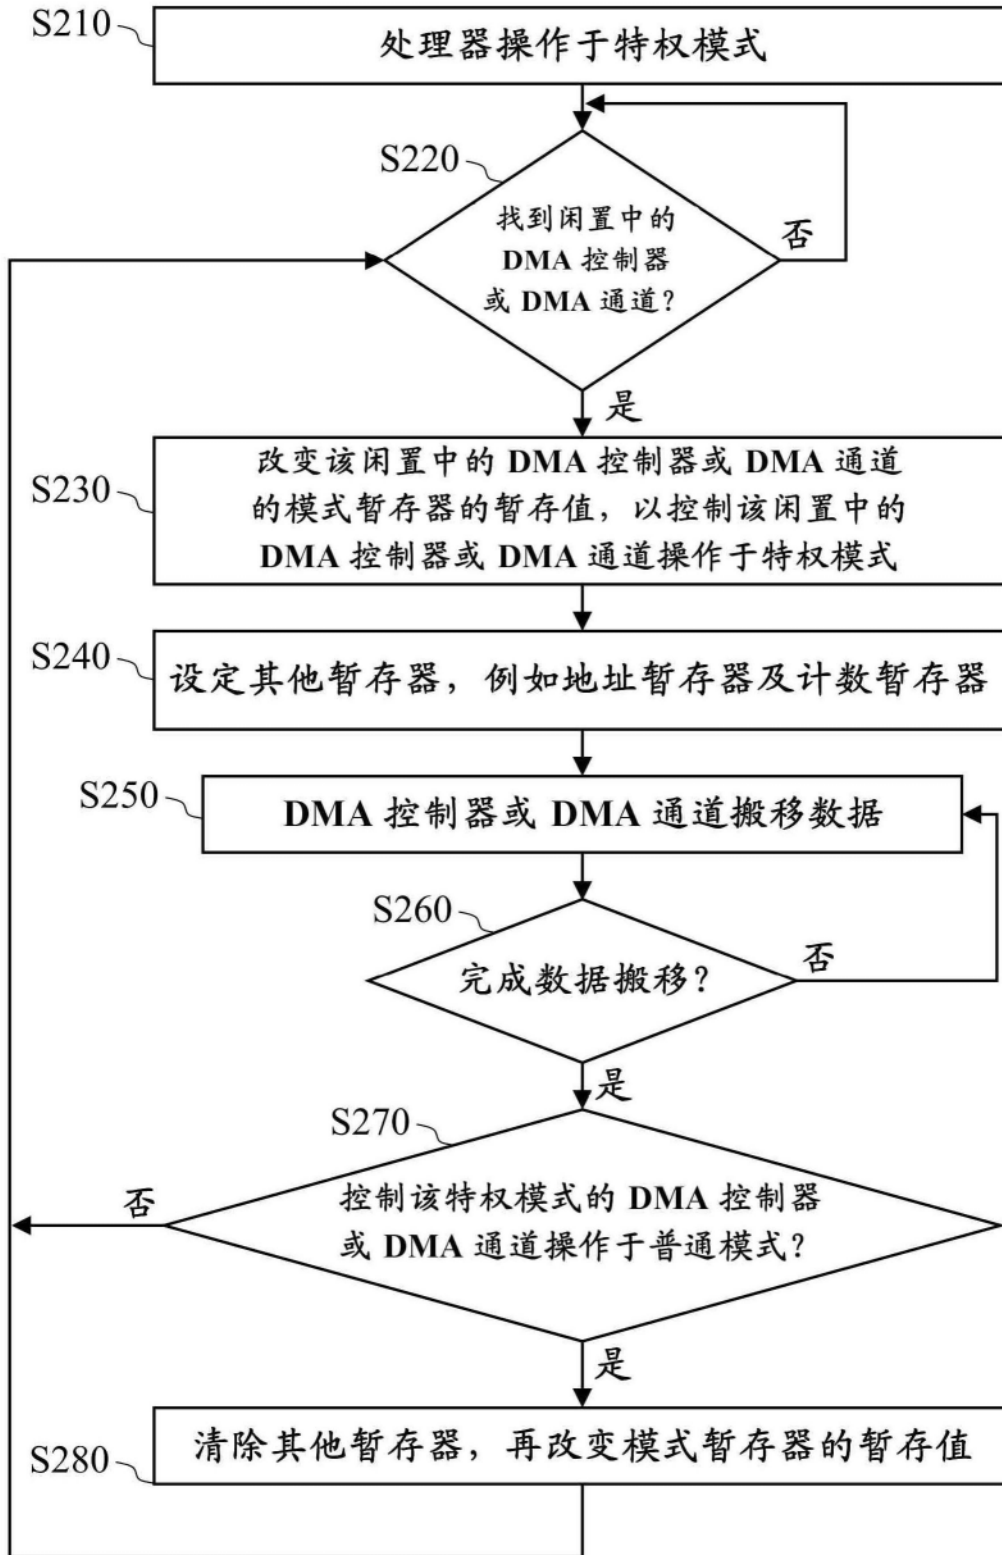 S210
处理器操作于特权模式
S220
找到闲置中的
DMA 控制器
或 DMA 通道？
否
是
S230
改变该闲置中的 DMA 控制器或 DMA 通道
的模式暂存器的暂存值，以控制该闲置中的
DMA 控制器或 DMA 通道操作于特权模式
S240
设定其他暂存器，例如地址暂存器及计数暂存器
S250
DMA 控制器或 DMA 通道搬移数据
S260
完成数据搬移？
否
是
S270
控制该特权模式的 DMA 控制器
或 DMA 通道操作于普通模式？
否
是
S280
清除其他暂存器，再改变模式暂存器的暂存值